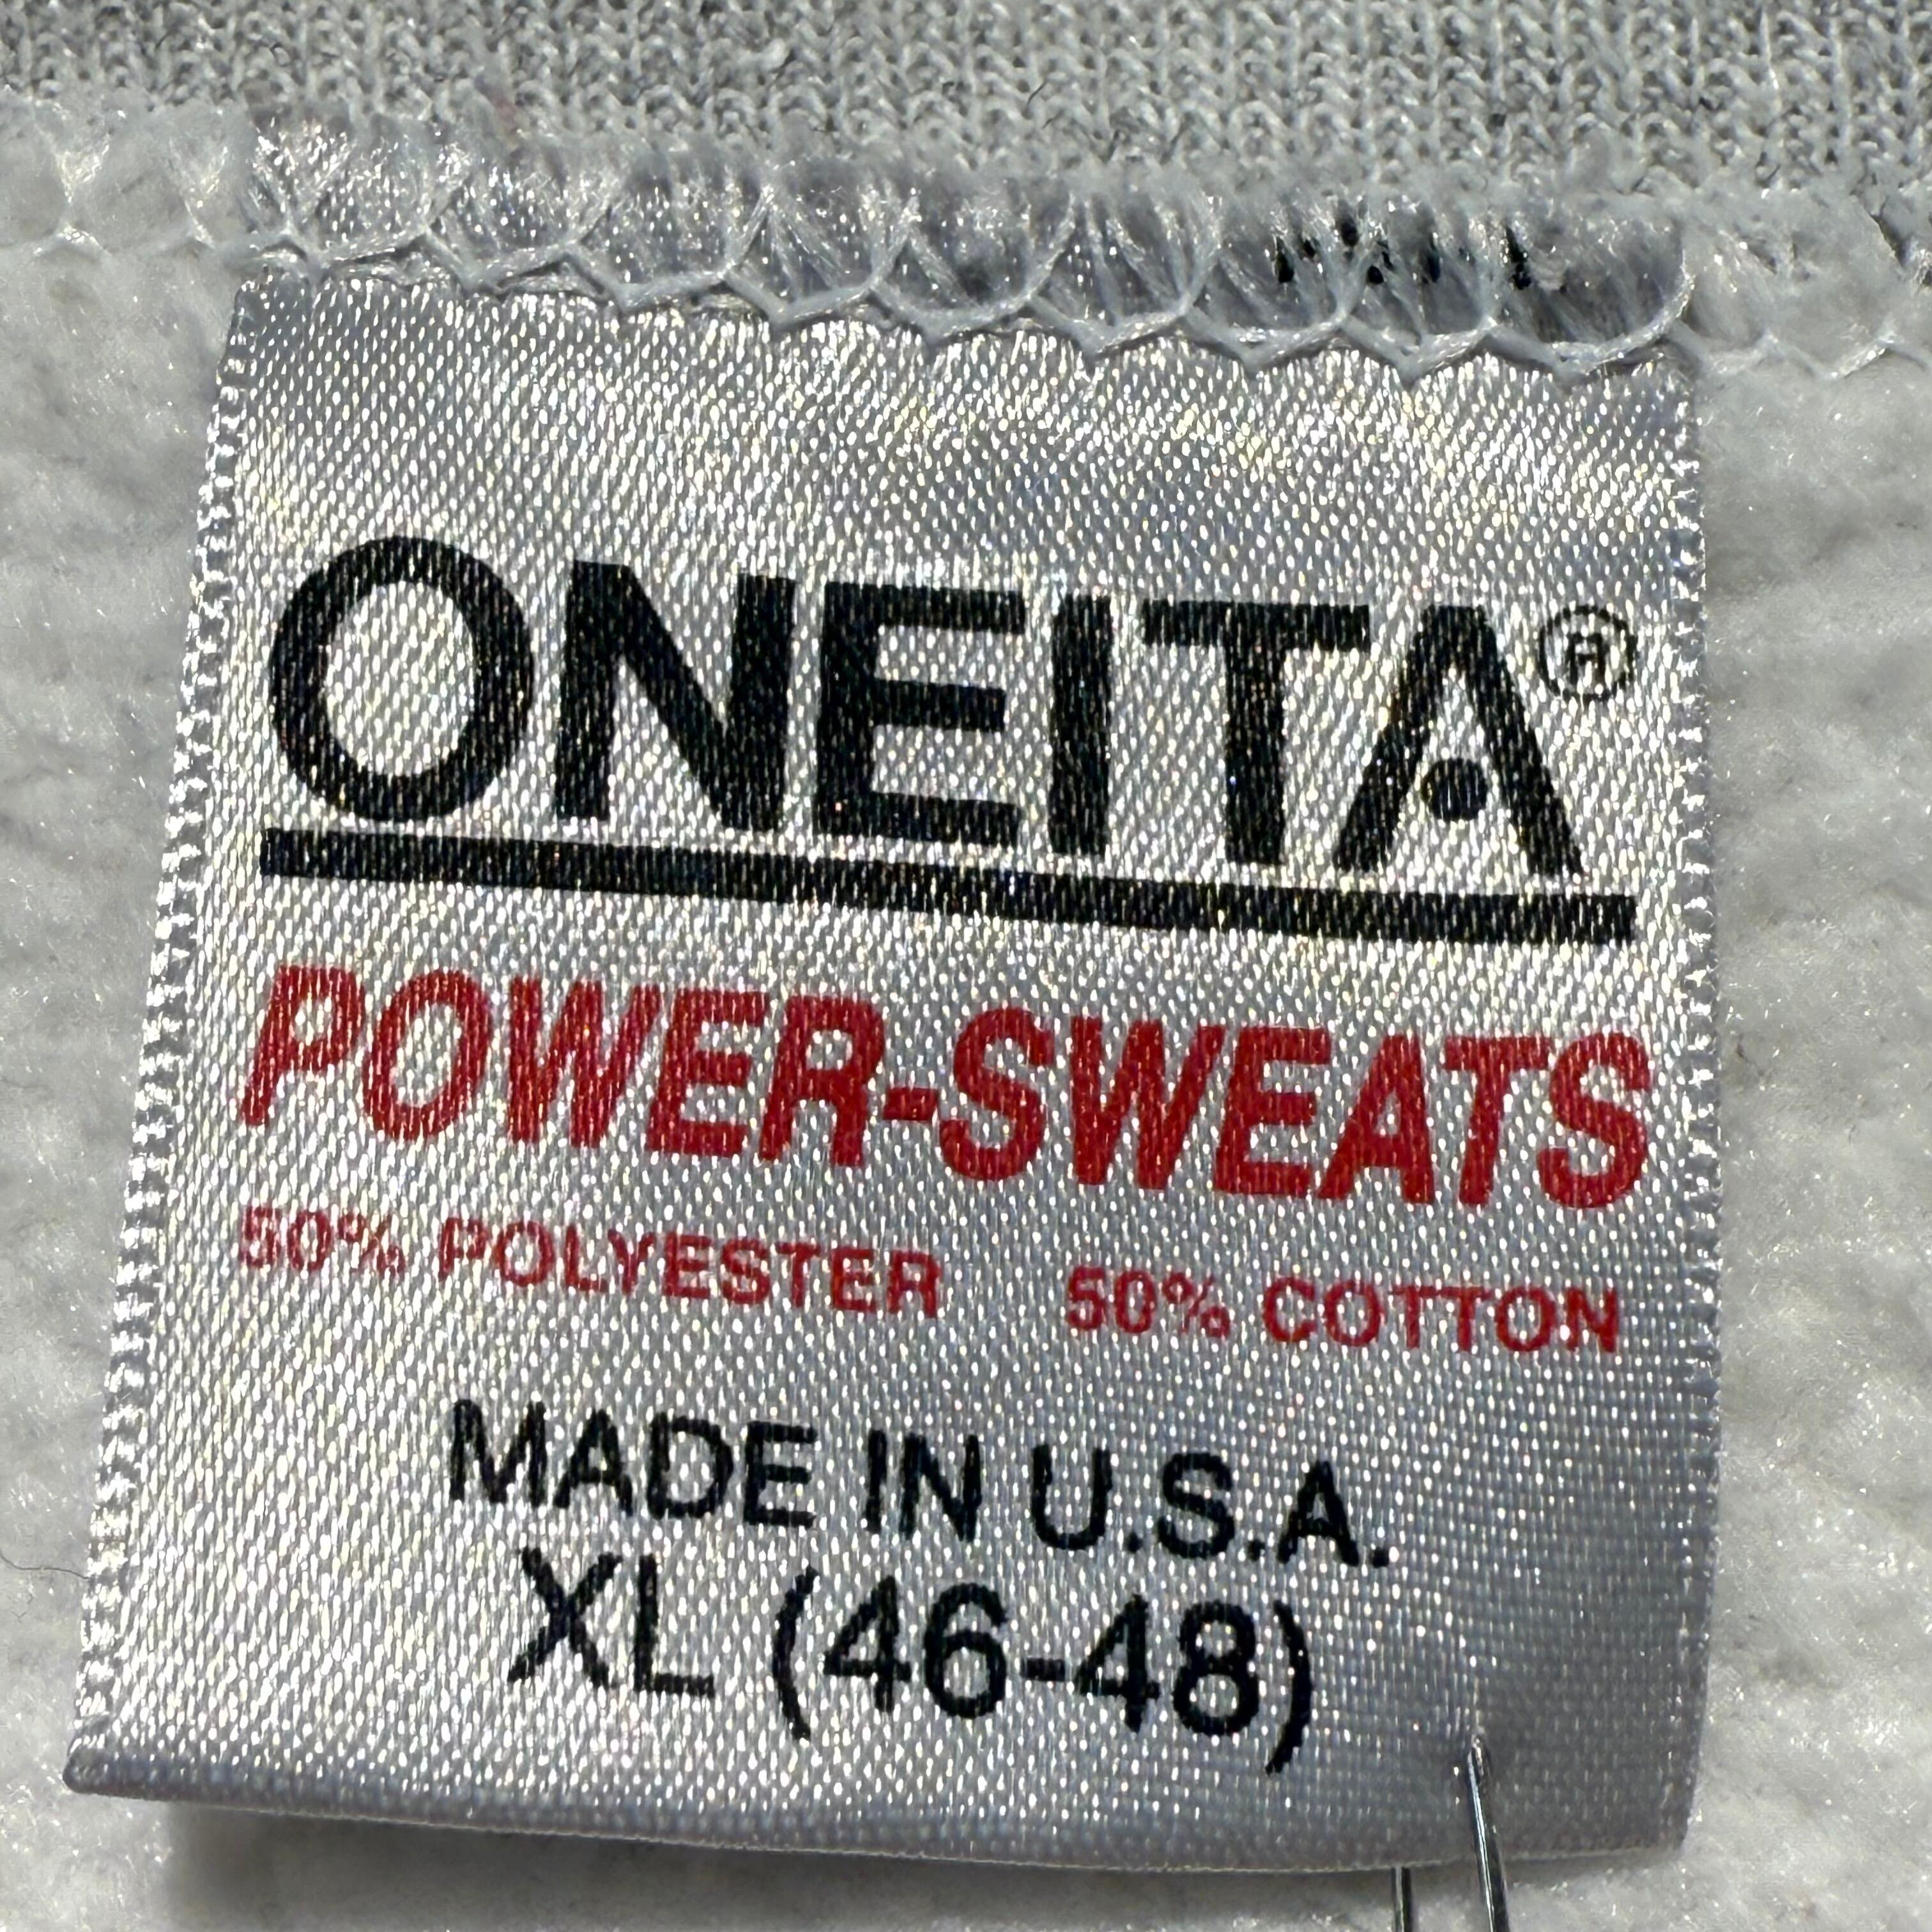 ONEITA®
POWER-SWEATS
50% POLYESTER 50% COTTON
MADE IN U.S.A.
XL (46-48)